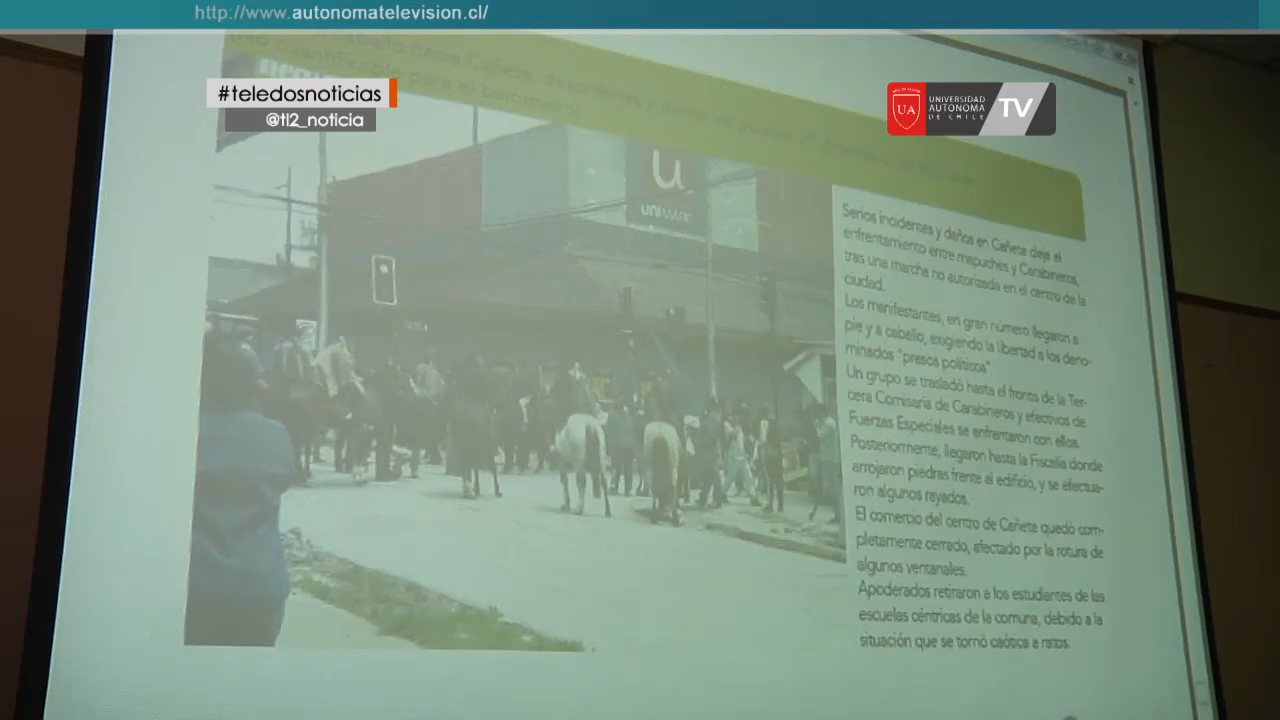 http://www.autonomatelevision.cl/
#teledosnoticias
@tl2_noticia
UA
UNIVERSIDAD
AUTONOMA
DE CHILE
TV
u
UNIMARC
Serios incidentes y daños en Cañete deja el
enfrentamiento entre mapuches y Carabineros,
tras una marcha no autorizada en el centro de la
ciudad.
Los manifestantes, en gran número llegaron a
pie y a caballo, exigiendo la libertad a los deno-
minados "presos políticos"
Un grupo se trasladó hasta el frontis de la Ter-
cera Comisaría de Carabineros y efectivos de
Fuerzas Especiales se enfrentaron con ellos.
Posteriormente, llegaron hasta la Fiscalía donde
arrojaron piedras frente al edificio, y se efectua-
ron algunos rayados.
El comercio del centro de Cañete quedó com-
pletamente cerrado, afectado por la rotura de
algunos ventanales.
Apoderados retiraron a los estudiantes de las
escuelas céntricas de la comuna, debido a la
situación que se tornó caótica a ratos.